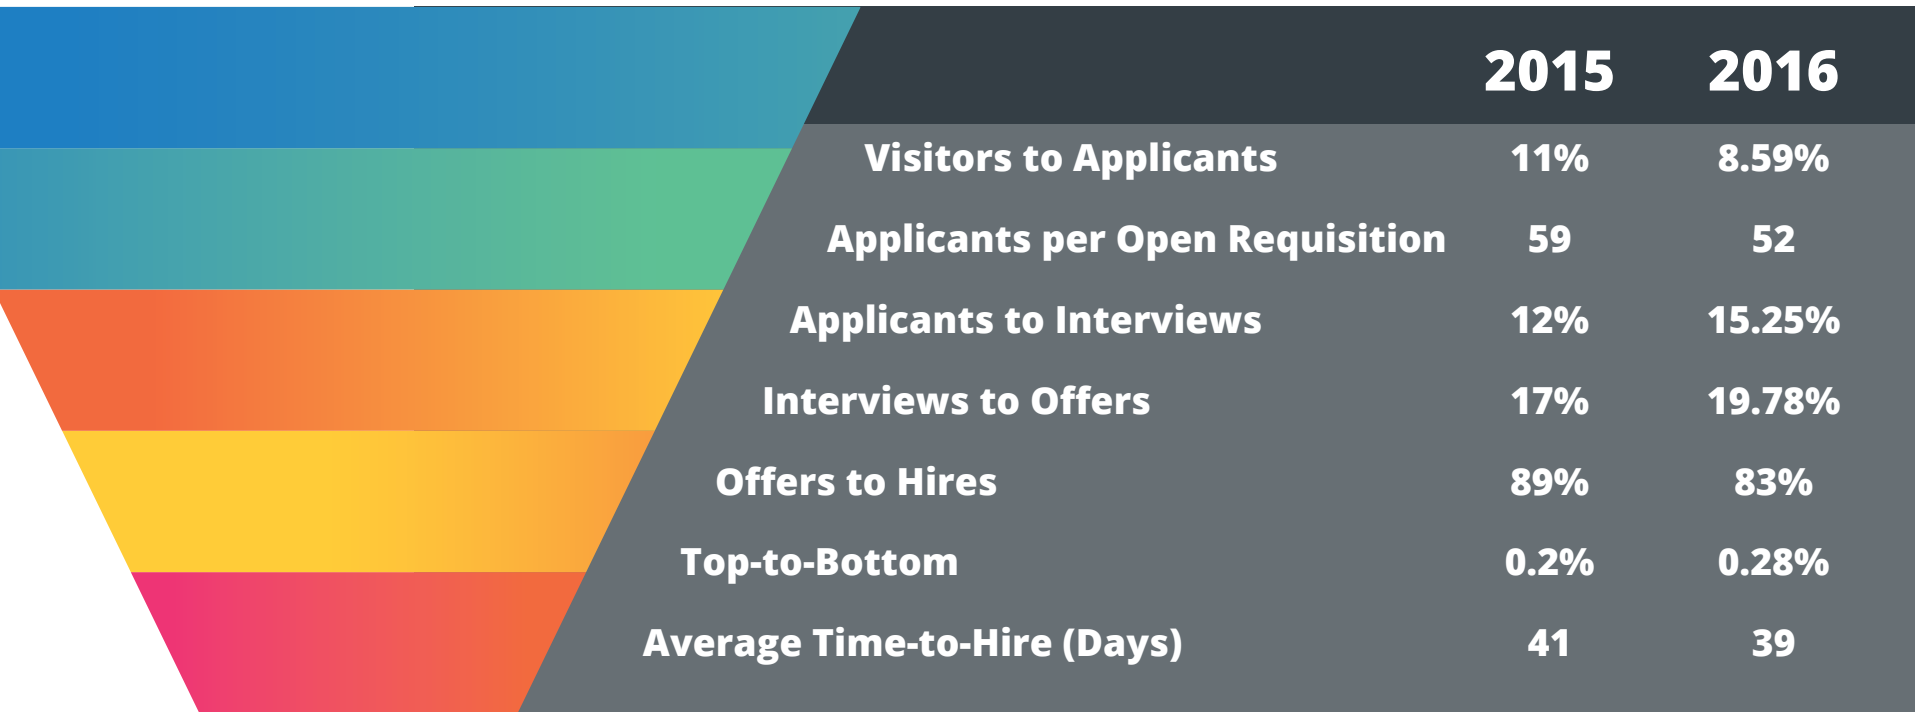 2015 2016
Visitors to Applicants 11% 8.59%
Applicants per Open Requisition 59 52
Applicants to Interviews 12% 15.25%
Interviews to Offers 17% 19.78%
Offers to Hires 89% 83%
Top-to-Bottom 0.2% 0.28%
Average Time-to-Hire (Days) 41 39